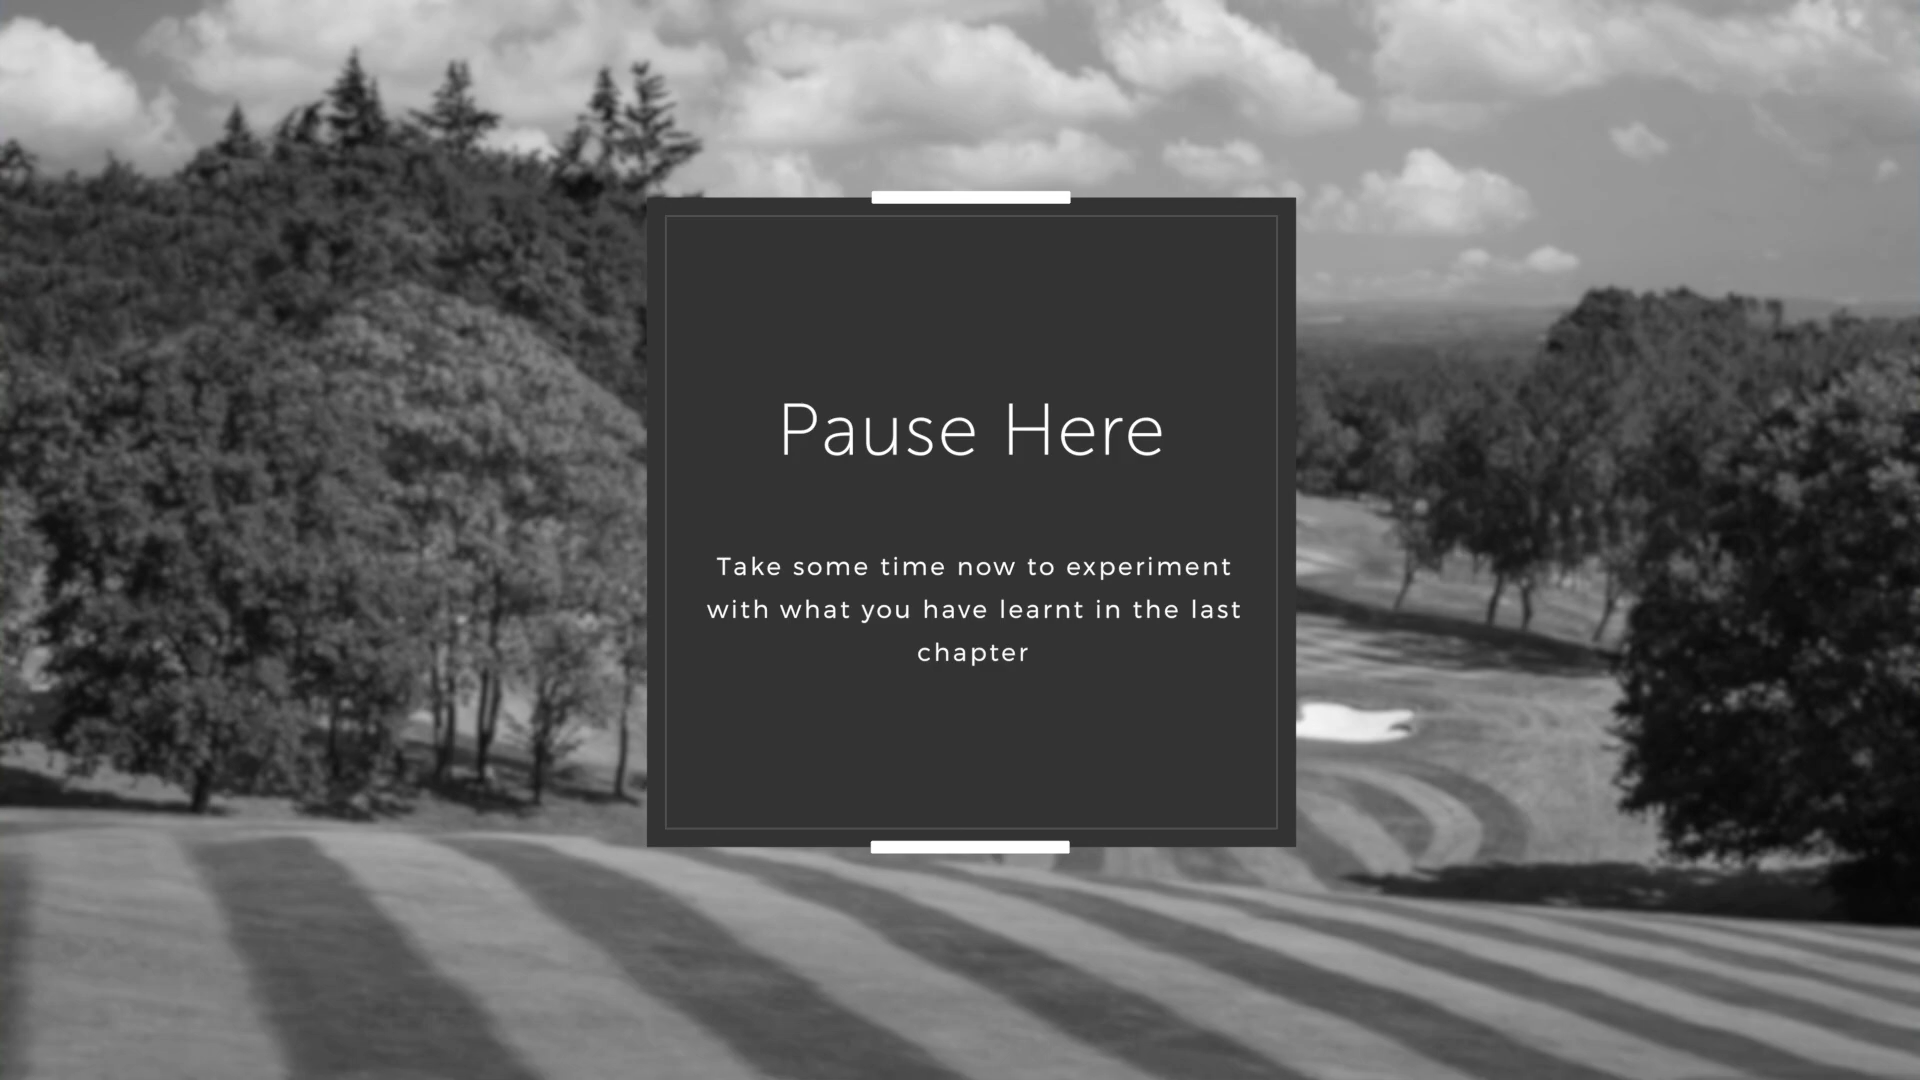 Pause Here
Take some time now to experiment
with what you have learnt in the last
chapter